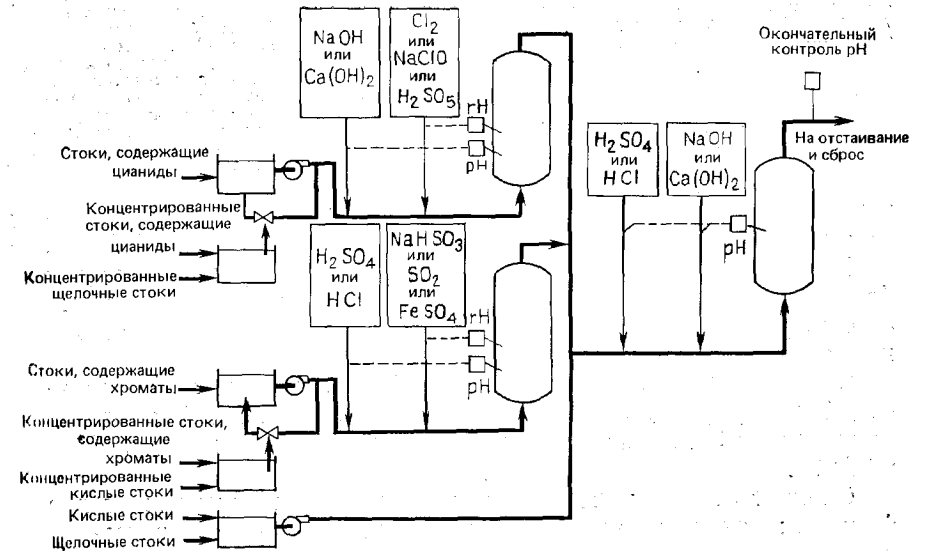 NaOH
или
Ca(OH)₂
Cl₂
или
NaClO
или
H₂SO₅
rH
pH
Стоки, содержащие
цианиды
Концентрированные
стоки, содержащие
цианиды
Концентрированные
щелочные стоки
H₂SO₄
или
HCl
NaHSO₃
или
SO₂
или
FeSO₄
rH
pH
Стоки, содержащие
хроматы
Концентрированные стоки,
содержащие
хроматы
Концентрированные
кислые стоки
Кислые стоки
Щелочные стоки
H₂SO₄
или
HCl
NaOH
или
Ca(OH)₂
pH
Окончательный
контроль pH
На отстаивание
и сброс